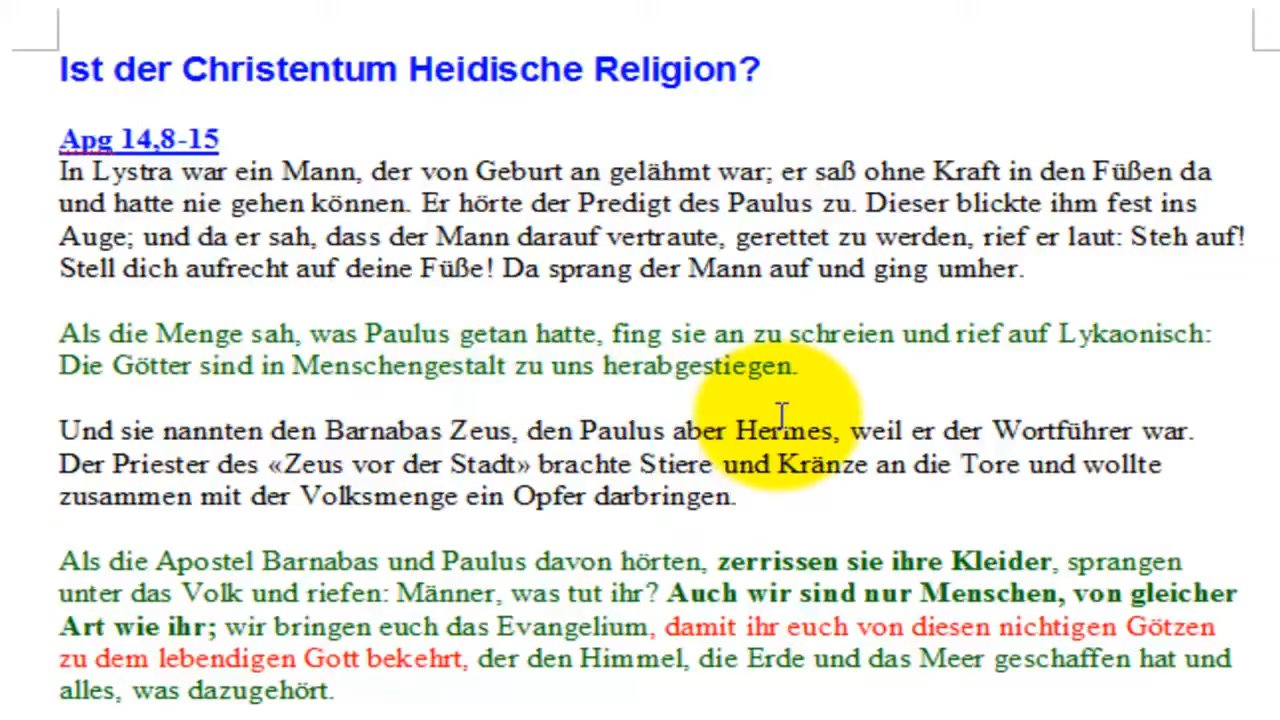 Ist der Christentum Heidische Religion?
Apg 14,8-15
In Lystra war ein Mann, der von Geburt an gelähmt war; er saß ohne Kraft in den Füßen da
und hatte nie gehen können. Er hörte der Predigt des Paulus zu. Dieser blickte ihm fest ins
Auge; und da er sah, dass der Mann darauf vertraute, gerettet zu werden, rief er laut: Steh auf!
Stell dich aufrecht auf deine Füße! Da sprang der Mann auf und ging umher.
Als die Menge sah, was Paulus getan hatte, fing sie an zu schreien und rief auf Lykaonisch:
Die Götter sind in Menschengestalt zu uns herabgestiegen.
Und sie nannten den Barnabas Zeus, den Paulus aber Hermes, weil er der Wortführer war.
Der Priester des «Zeus vor der Stadt» brachte Stiere und Kränze an die Tore und wollte
zusammen mit der Volksmenge ein Opfer darbringen.
Als die Apostel Barnabas und Paulus davon hörten, zerrissen sie ihre Kleider, sprangen
unter das Volk und riefen: Männer, was tut ihr? Auch wir sind nur Menschen, von gleicher
Art wie ihr; wir bringen euch das Evangelium, damit ihr euch von diesen nichtigen Götzen
zu dem lebendigen Gott bekehrt, der den Himmel, die Erde und das Meer geschaffen hat und
alles, was dazugehört.